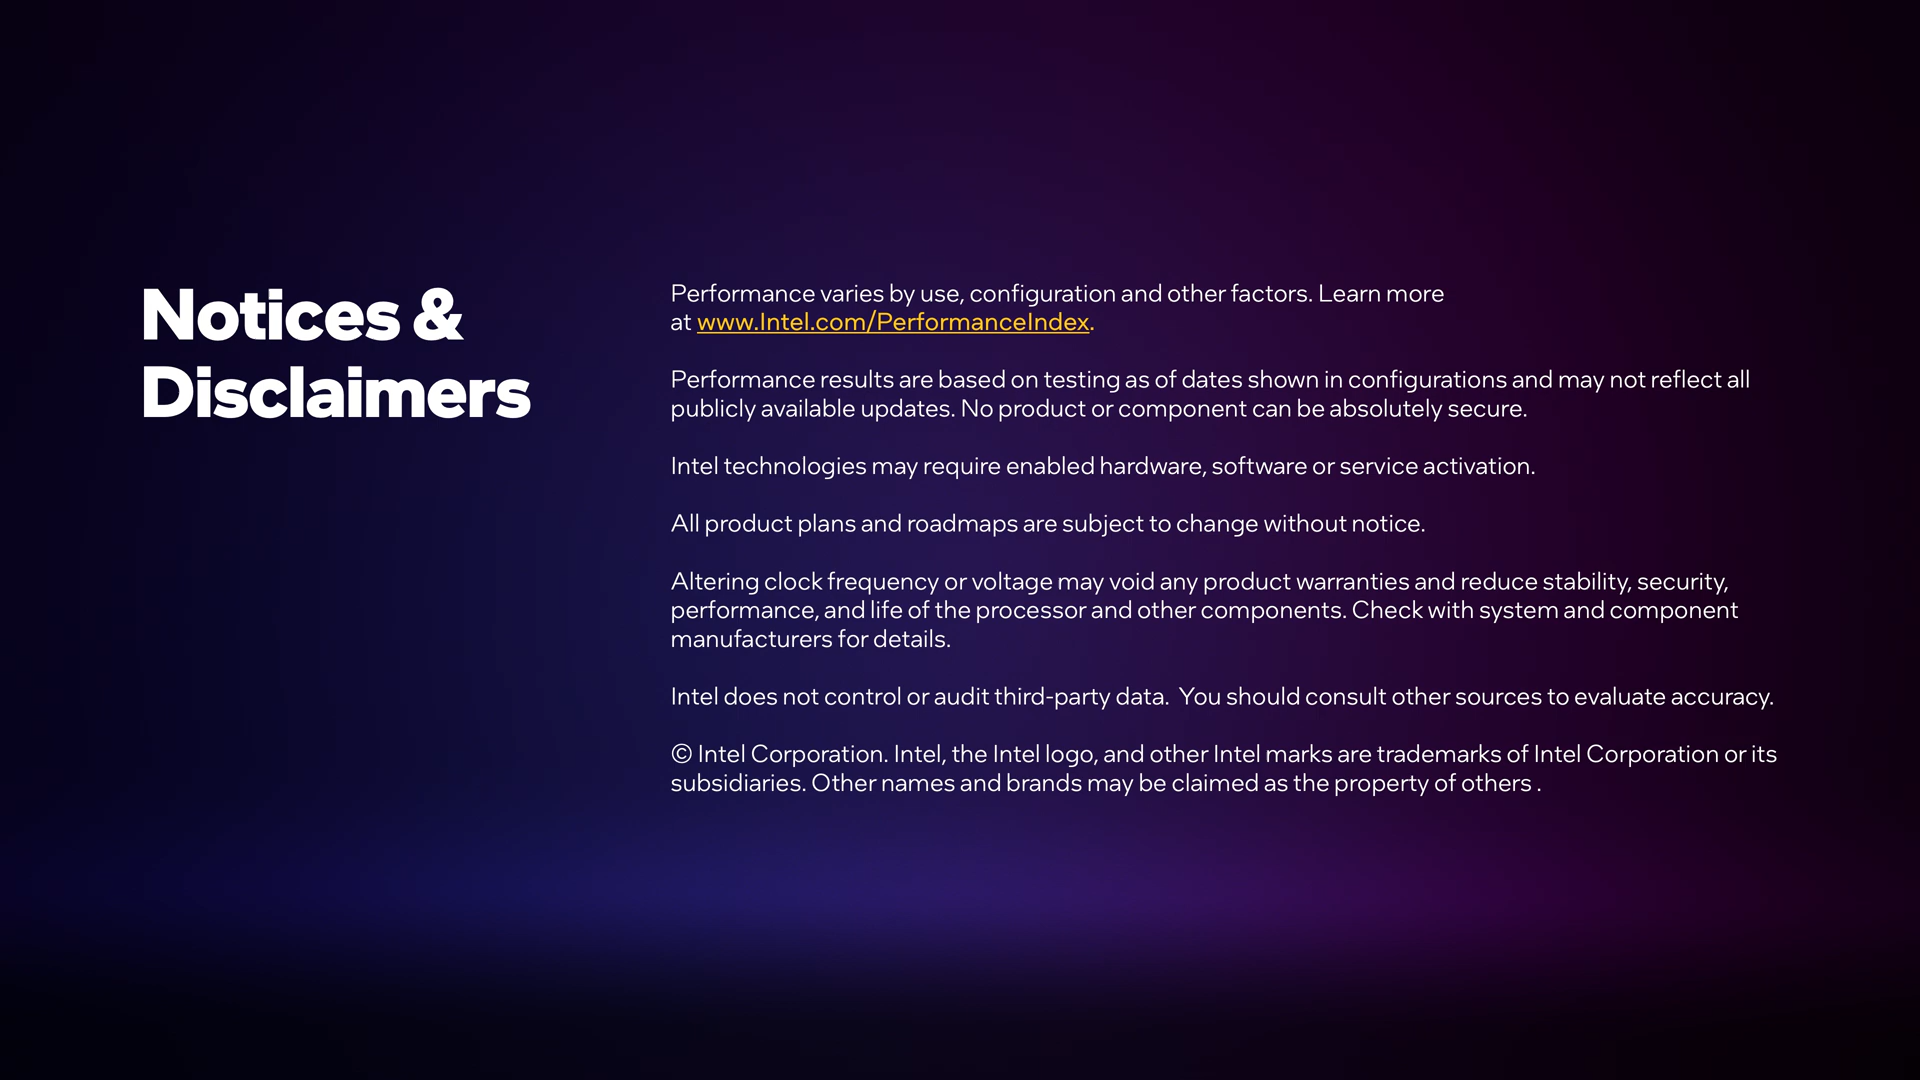 Notices &
Disclaimers
Performance varies by use, configuration and other factors. Learn more
at www.Intel.com/PerformanceIndex.
Performance results are based on testing as of dates shown in configurations and may not reflect all
publicly available updates. No product or component can be absolutely secure.
Intel technologies may require enabled hardware, software or service activation.
All product plans and roadmaps are subject to change without notice.
Altering clock frequency or voltage may void any product warranties and reduce stability, security,
performance, and life of the processor and other components. Check with system and component
manufacturers for details.
Intel does not control or audit third-party data.  You should consult other sources to evaluate accuracy.
© Intel Corporation. Intel, the Intel logo, and other Intel marks are trademarks of Intel Corporation or its
subsidiaries. Other names and brands may be claimed as the property of others .